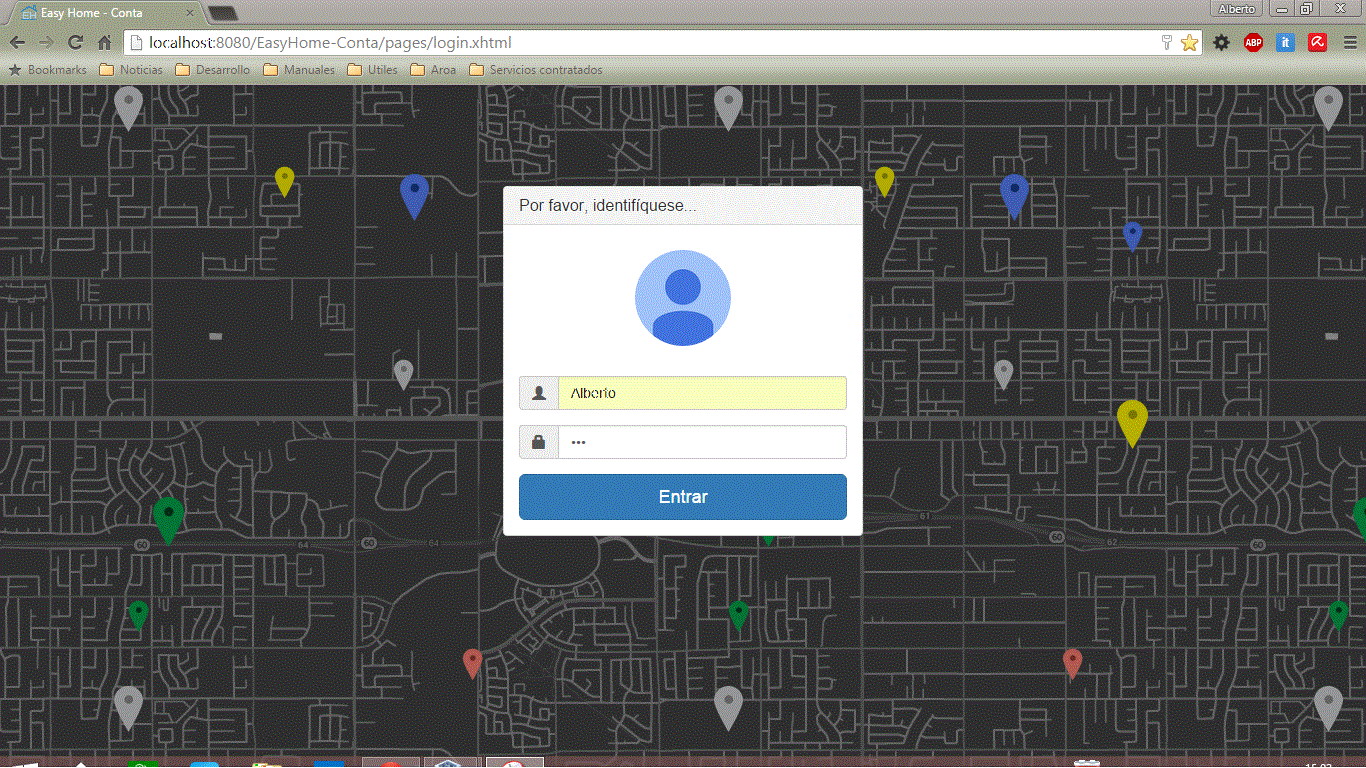 Easy Home - Conta
Alberto
localhost:8080/EasyHome-Conta/pages/login.xhtml
ABP
it
Bookmarks
Noticias
Desarrollo
Manuales
Utiles
Aroa
Servicios contratados
Por favor, identifíquese...
Alberto
•••
Entrar
61
60
64
60
64
60
62
60